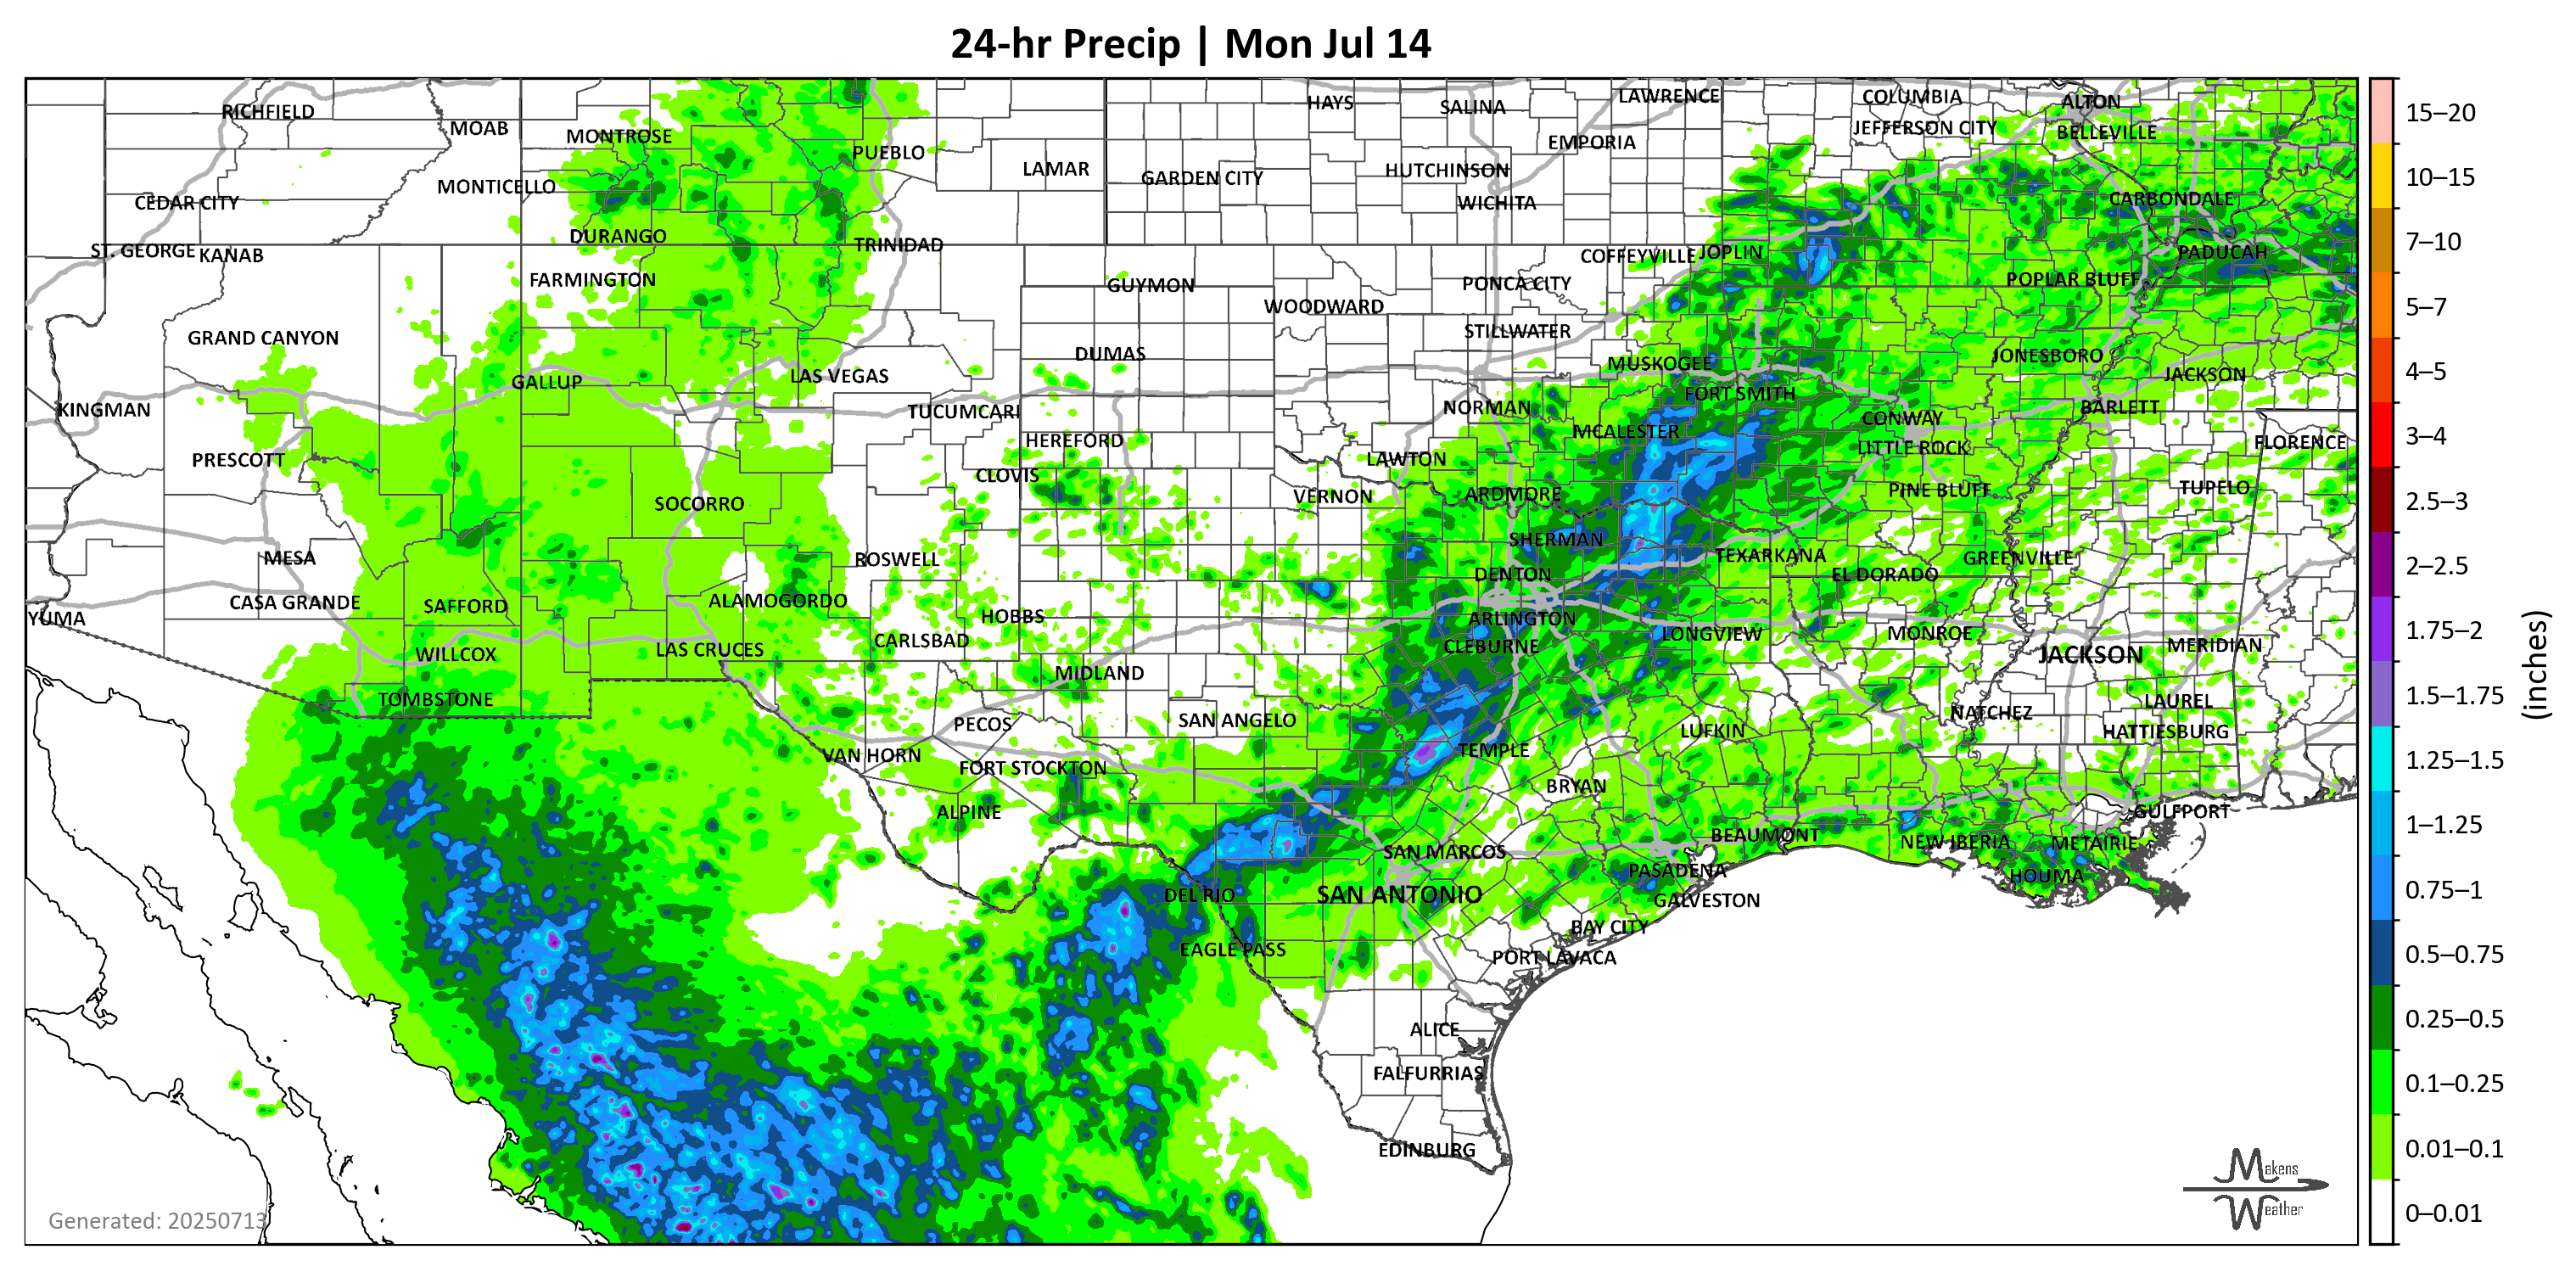 24-hr Precip | Mon Jul 14
HAYS
SALINA
LAWRENCE
COLUMBIA
ALTON
RICHFIELD
MOAB
MONTROSE
JEFFERSON CITY
BELLEVILLE
EMPORIA
PUEBLO
LAMAR
GARDEN CITY
HUTCHINSON
MONTICELLO
CEDAR CITY
WICHITA
CARBONDALE
DURANGO
TRINIDAD
ST. GEORGE
KANAB
COFFEYVILLE
JOPLIN
PADUCAH
FARMINGTON
GUYMON
PONCA CITY
POPLAR BLUFF
WOODWARD
GRAND CANYON
STILLWATER
DUMAS
JONESBORO
MUSKOGEE
GALLUP
LAS VEGAS
JACKSON
FORT SMITH
KINGMAN
TUCUMCARI
NORMAN
BARLETT
CONWAY
MCALESTER
HEREFORD
LITTLE ROCK
FLORENCE
PRESCOTT
LAWTON
CLOVIS
VERNON
ARDMORE
PINE BLUFF
TUPELO
SOCORRO
SHERMAN
MESA
ROSWELL
TEXARKANA
GREENVILLE
DENTON
EL DORADO
CASA GRANDE
SAFFORD
ALAMOGORDO
HOBBS
ARLINGTON
YUMA
CARLSBAD
LONGVIEW
MONROE
WILLCOX
LAS CRUCES
CLEBURNE
JACKSON
MERIDIAN
MIDLAND
TOMBSTONE
LAUREL
PECOS
SAN ANGELO
NATCHEZ
LUFKIN
HATTIESBURG
VAN HORN
TEMPLE
FORT STOCKTON
BRYAN
ALPINE
GULFPORT
BEAUMONT
NEW IBERIA
METAIRIE
SAN MARCOS
PASADENA
HOUMA
DEL RIO
SAN ANTONIO
GALVESTON
BAY CITY
EAGLE PASS
PORT LAVACA
ALICE
FALFURRIAS
EDINBURG
Generated: 20250713
Makens
Weather
15–20
10–15
7–10
5–7
4–5
3–4
2.5–3
2–2.5
1.75–2
1.5–1.75
1.25–1.5
1–1.25
0.75–1
0.5–0.75
0.25–0.5
0.1–0.25
0.01–0.1
0–0.01
(inches)